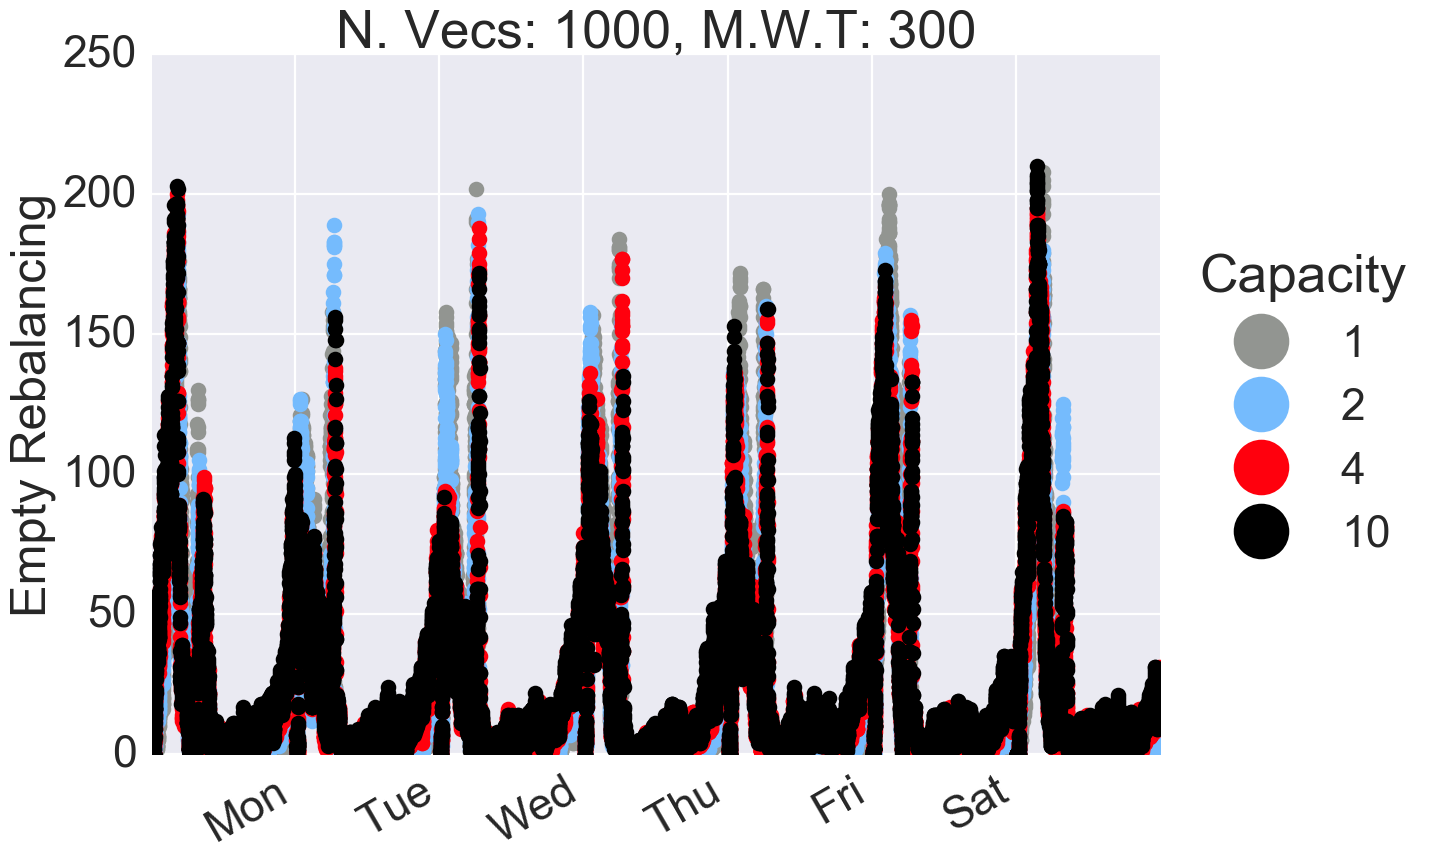 N. Vecs: 1000, M.W.T: 300
250
200
150
100
50
0
Empty Rebalancing
Mon
Tue
Wed
Thu
Fri
Sat
Capacity
1
2
4
10